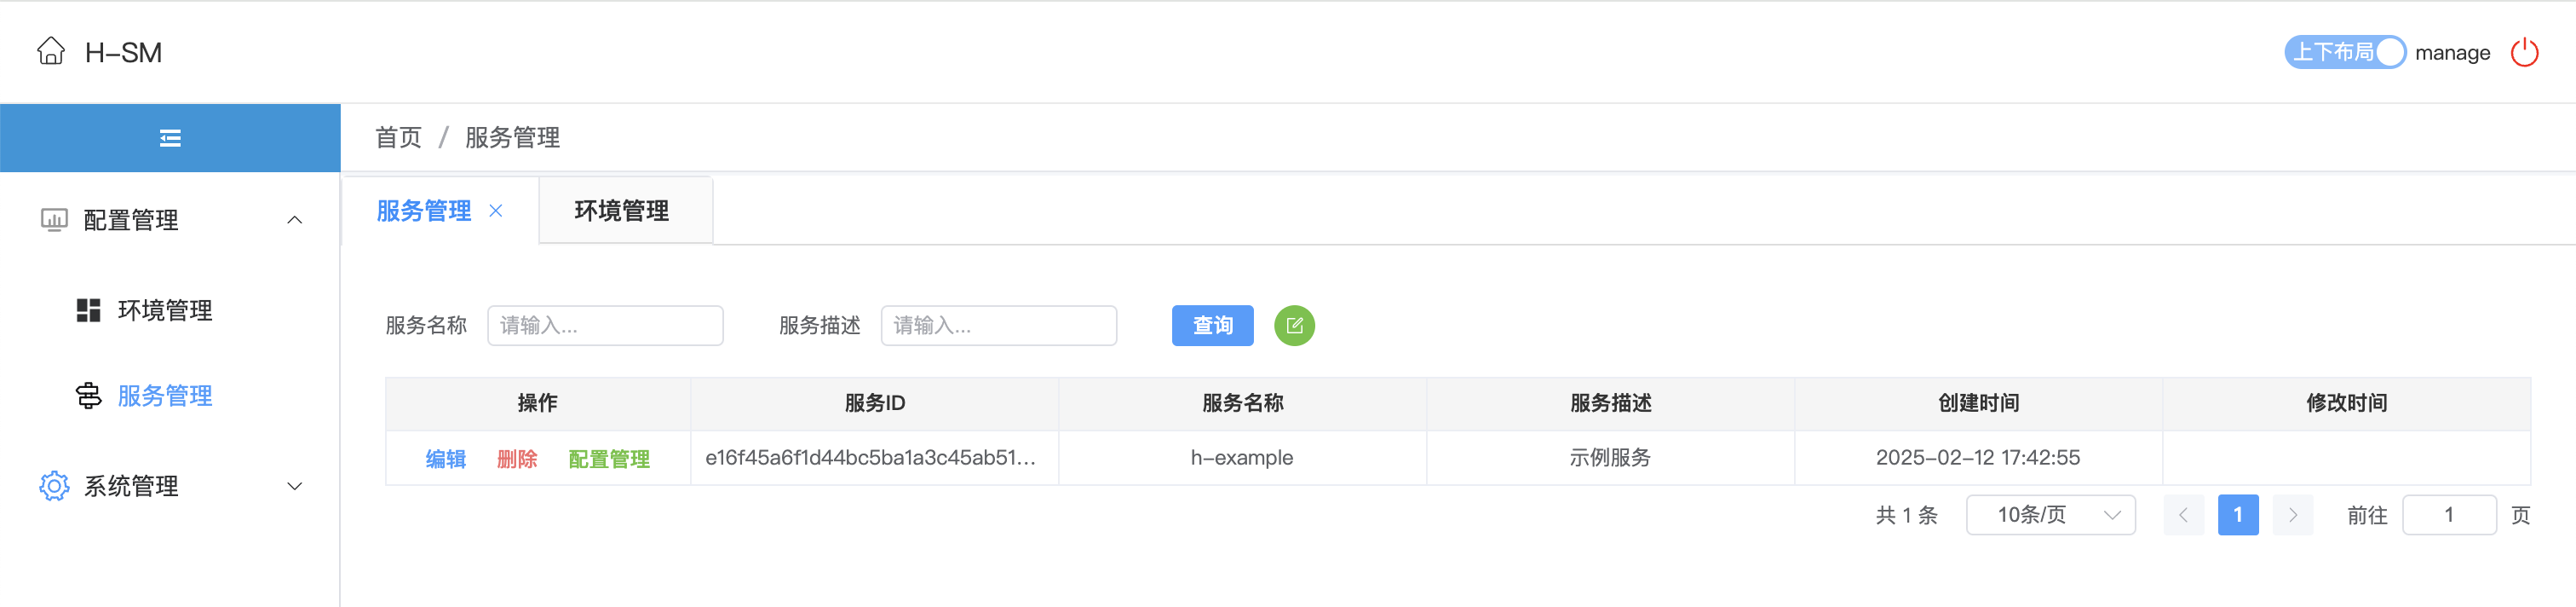 H-SM
上下布局 manage
首页 / 服务管理
配置管理
环境管理
服务管理
系统管理
服务管理 环境管理
服务名称 请输入... 服务描述 请输入... 查询
操作 服务ID 服务名称 服务描述 创建时间 修改时间
编辑 删除 配置管理 e16f45a6f1d44bc5ba1a3c45ab51... h-example 示例服务 2025-02-12 17:42:55
共 1 条 10条/页 1 前往 1 页